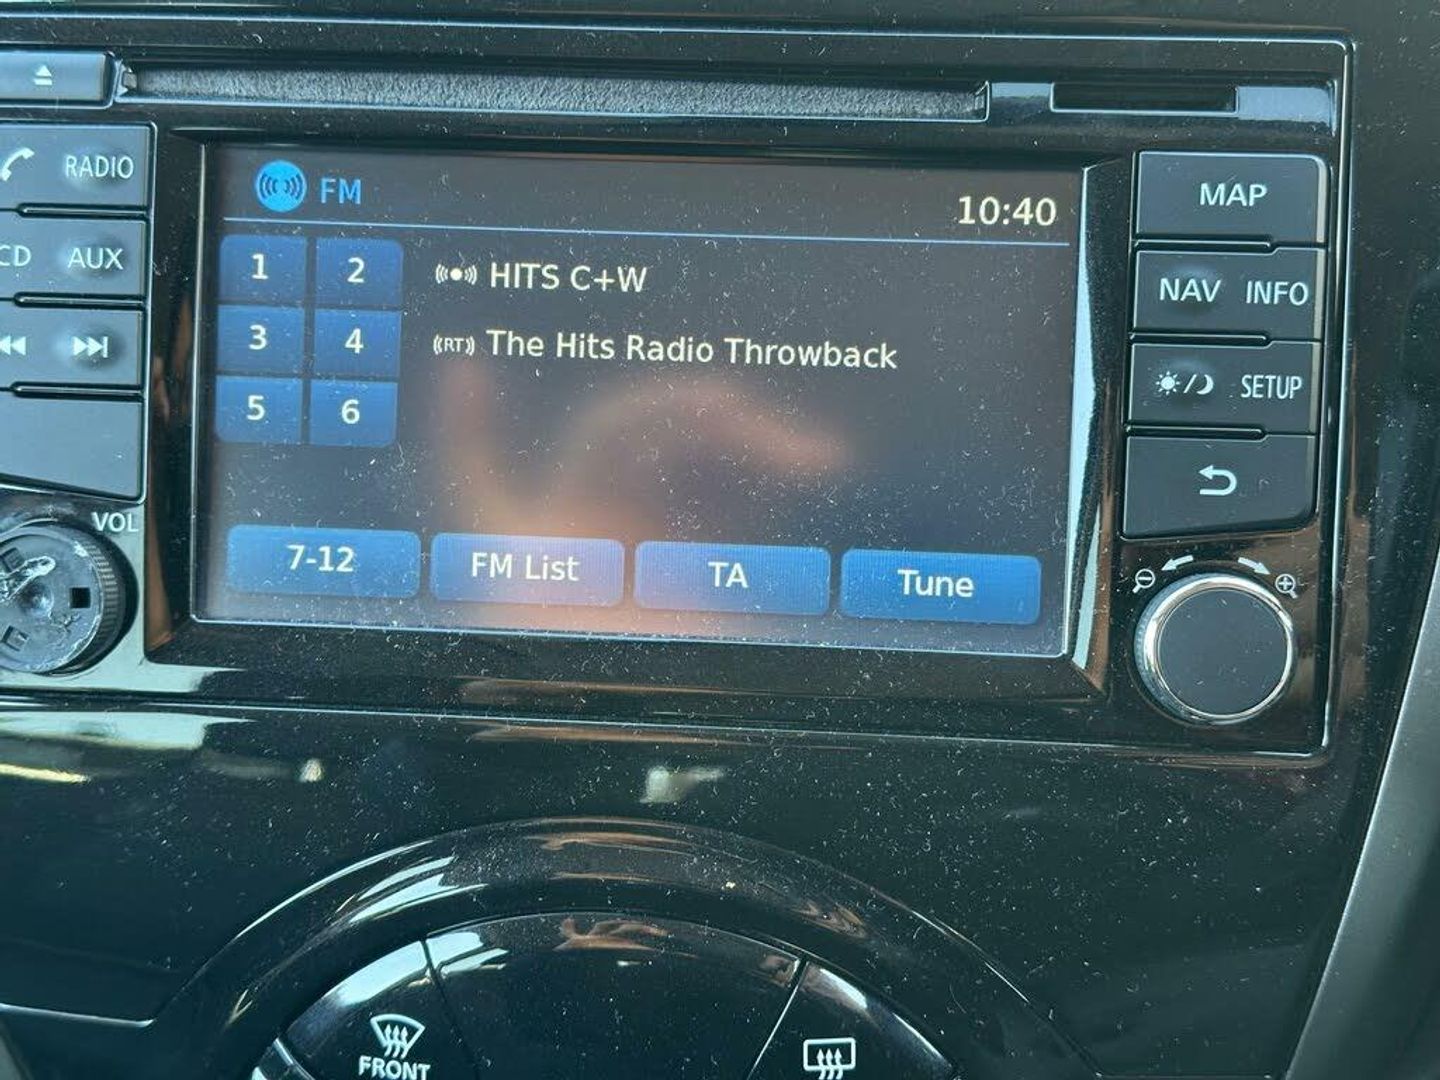 RADIO
CD AUX
VOL
FM
10:40
1 2
3 4
5 6
HITS C+W
RT The Hits Radio Throwback
7-12 FM List TA Tune
MAP
NAV INFO
SETUP
FRONT